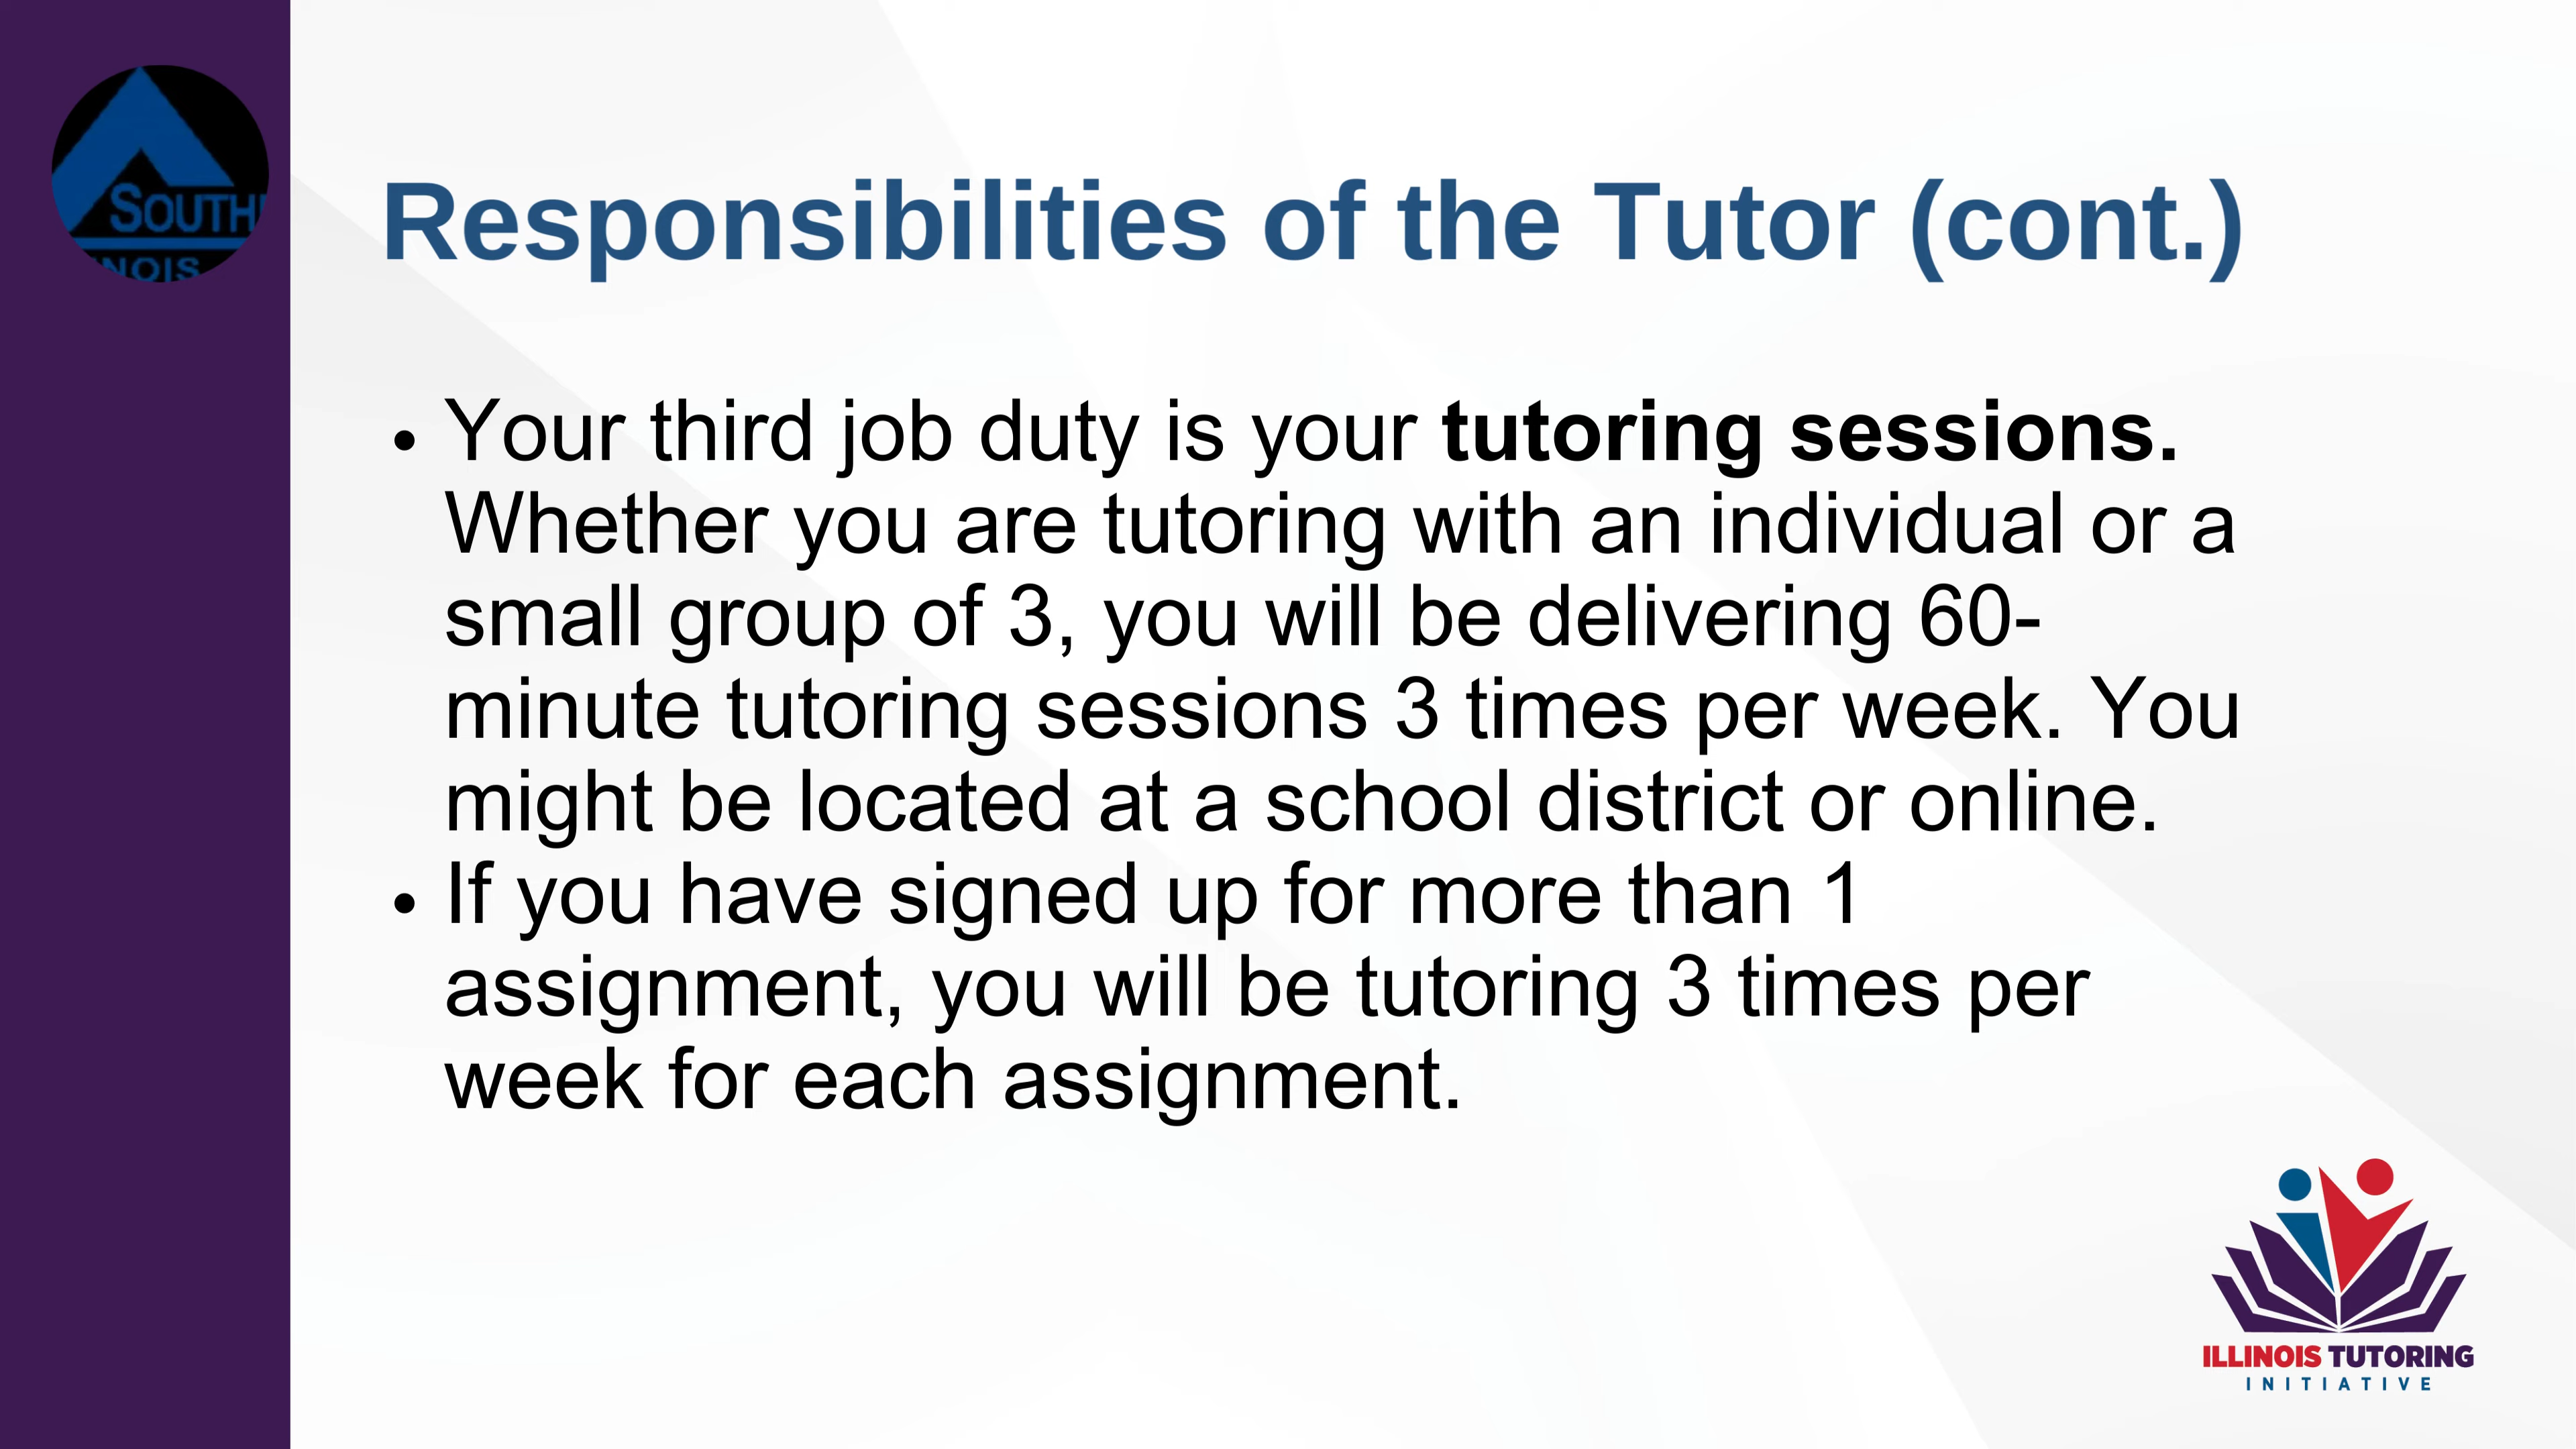 SOUTH
NOIS
Responsibilities of the Tutor (cont.)
• Your third job duty is your tutoring sessions.
Whether you are tutoring with an individual or a
small group of 3, you will be delivering 60-
minute tutoring sessions 3 times per week. You
might be located at a school district or online.
• If you have signed up for more than 1
assignment, you will be tutoring 3 times per
week for each assignment.
ILLINOIS TUTORING
INITIATIVE